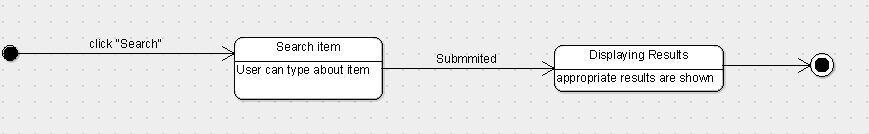 click "Search"
Search item
User can type about item
Submmited
Displaying Results
appropriate results are shown